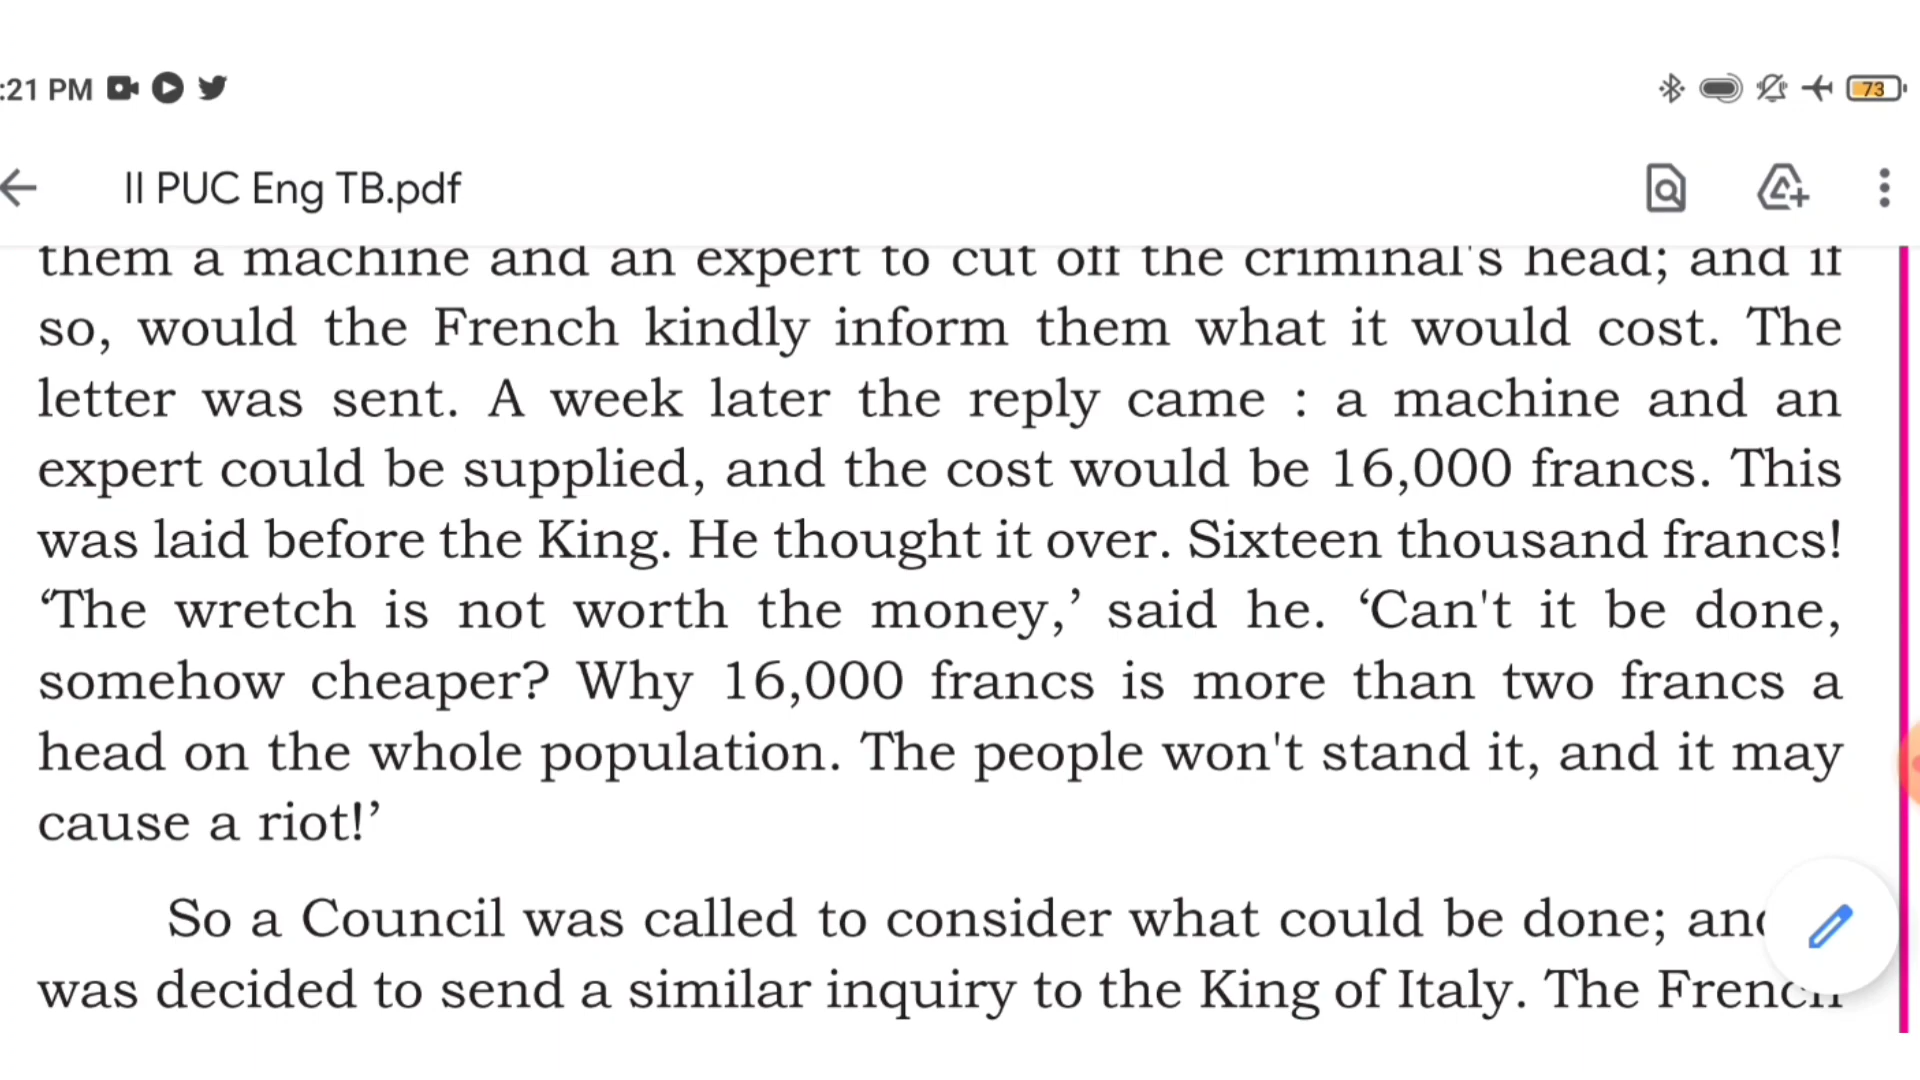 :21 PM
73
II PUC Eng TB.pdf
them a machine and an expert to cut off the criminal's head; and if
so, would the French kindly inform them what it would cost. The
letter was sent. A week later the reply came : a machine and an
expert could be supplied, and the cost would be 16,000 francs. This
was laid before the King. He thought it over. Sixteen thousand francs!
‘The wretch is not worth the money,’ said he. ‘Can't it be done,
somehow cheaper? Why 16,000 francs is more than two francs a
head on the whole population. The people won't stand it, and it may
cause a riot!’
So a Council was called to consider what could be done; and
was decided to send a similar inquiry to the King of Italy. The French